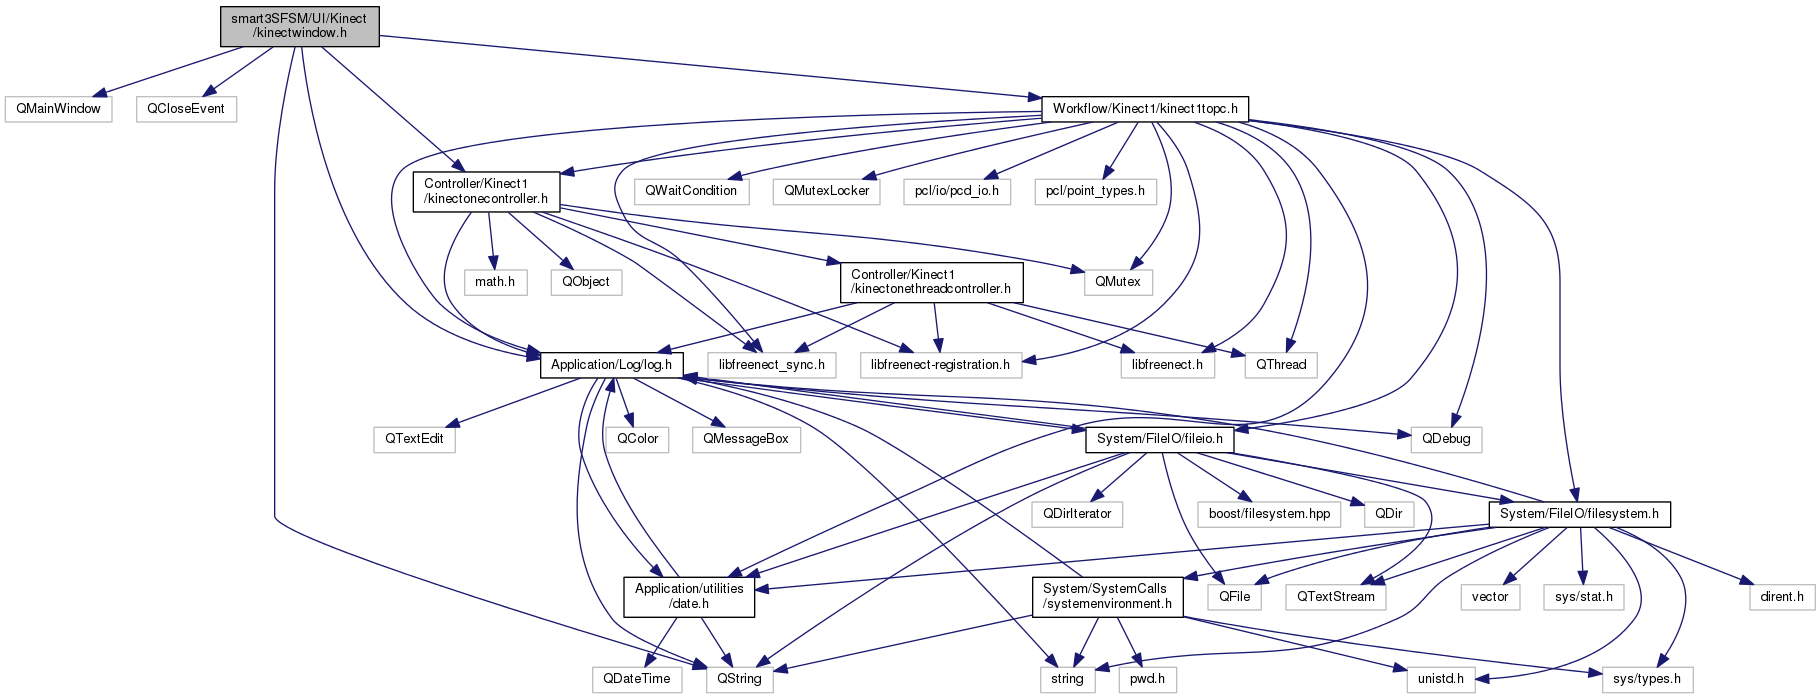 smart3SFSM/UI/Kinect
/kinectwindow.h
QMainWindow
QCloseEvent
Workflow/Kinect1/kinect1topc.h
Controller/Kinect1
/kinectonecontroller.h
QWaitCondition
QMutexLocker
pcl/io/pcd_io.h
pcl/point_types.h
math.h
QObject
Controller/Kinect1
/kinectonethreadcontroller.h
QMutex
Application/Log/log.h
libfreenect_sync.h
libfreenect-registration.h
libfreenect.h
QThread
QTextEdit
QColor
QMessageBox
System/FileIO/fileio.h
QDebug
QDirIterator
boost/filesystem.hpp
QDir
System/FileIO/filesystem.h
Application/utilities
/date.h
System/SystemCalls
/systemenvironment.h
QFile
QTextStream
vector
sys/stat.h
dirent.h
QDateTime
QString
string
pwd.h
unistd.h
sys/types.h